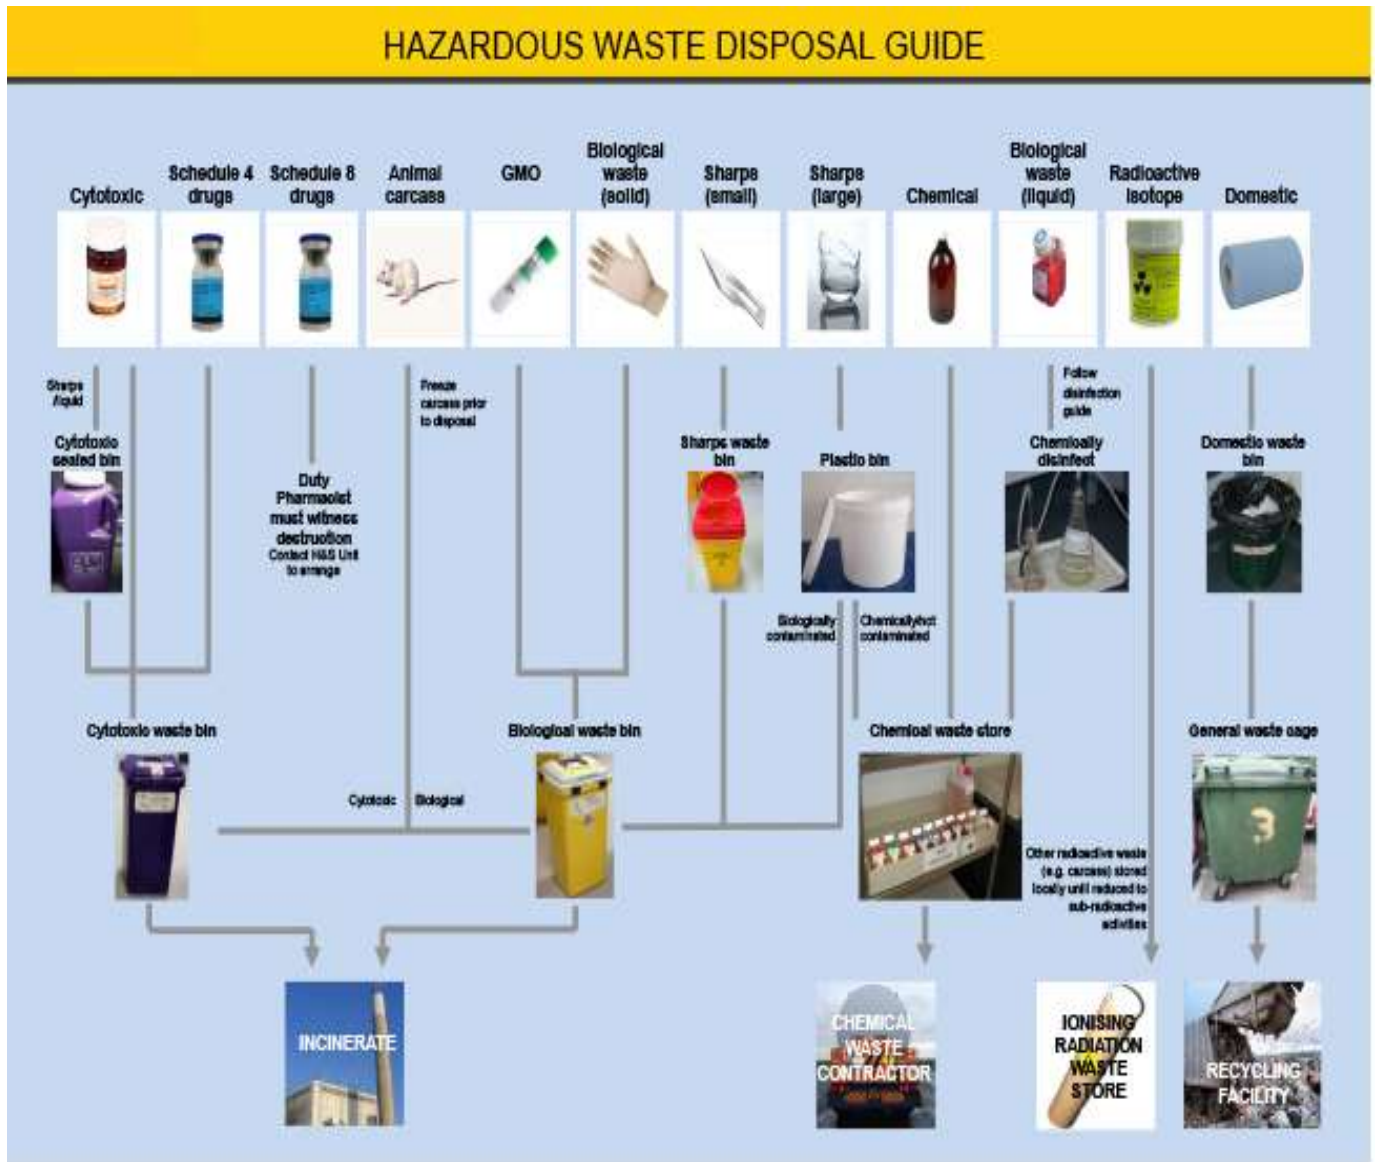 HAZARDOUS WASTE DISPOSAL GUIDE
Cytotoxic
Schedule 4
drugs
Schedule 8
drugs
Animal
carcass
GMO
Biological
waste
(solid)
Sharps
(small)
Sharps
(large)
Chemical
Biological
waste
(liquid)
Radioactive
isotope
Domestic
Sharps
/liquid
Freeze
carcass prior
to disposal
Follow
disinfection
guide
Cytotoxic
sealed bin
Duty
Pharmacist
must witness
destruction
Contact H&S Unit
to arrange
Sharps waste
bin
Plastic bin
Chemically
disinfect
Domestic waste
bin
Biologically
contaminated
Chemically/not
contaminated
Cytotoxic waste bin
Biological waste bin
Chemical waste store
General waste cage
Cytotoxic
Biological
3
Other radioactive waste
(e.g. carcass) stored
locally until reduced to
sub-radioactive
activities
INCINERATE
CHEMICAL
WASTE
CONTRACTOR
IONISING
RADIATION
WASTE
STORE
RECYCLING
FACILITY